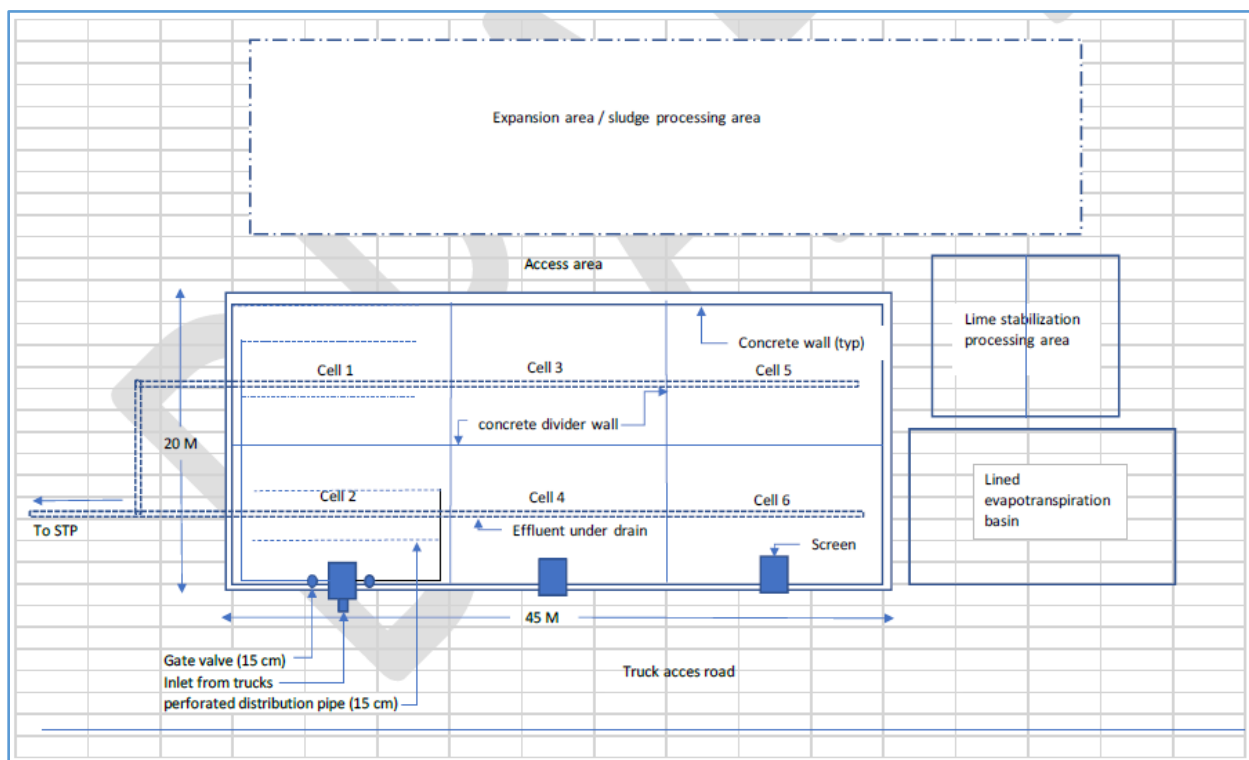 Expansion area / sludge processing area
Access area
Lime stabilization
processing area
Concrete wall (typ)
Cell 1
Cell 3
Cell 5
concrete divider wall
20 M
Cell 2
Cell 4
Cell 6
Lined
evapotranspiration
basin
To STP
Effluent under drain
Screen
45 M
Gate valve (15 cm)
Inlet from trucks
perforated distribution pipe (15 cm)
Truck acces road